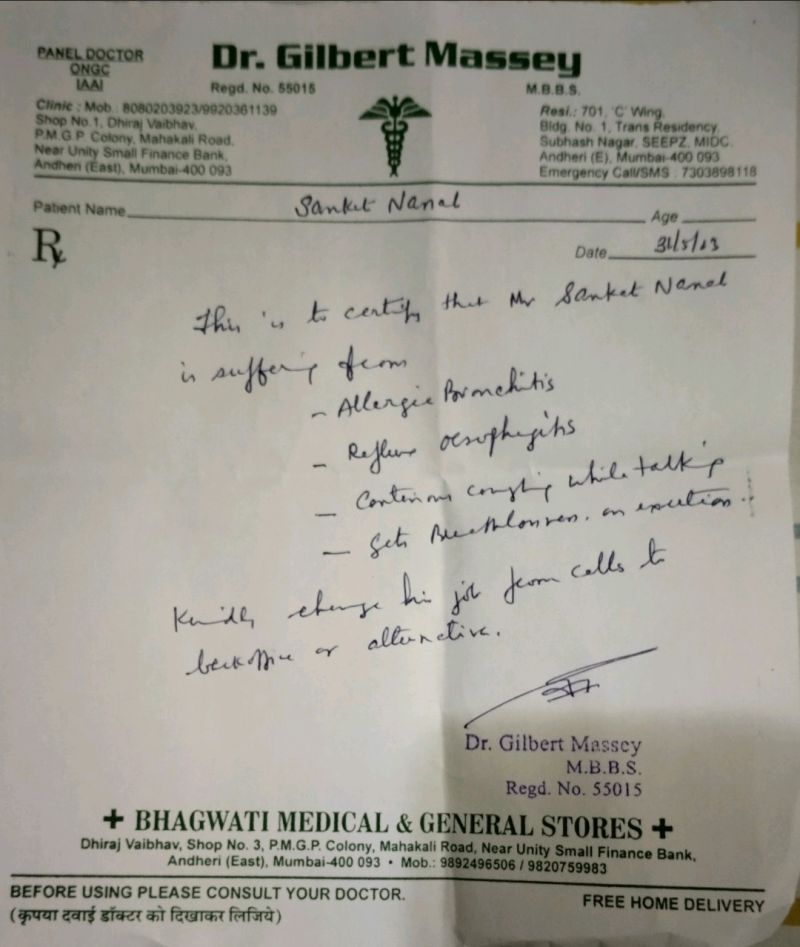 PANEL DOCTOR
ONGC
IAAI
Dr. Gilbert Massey
Regd. No. 55015
M.B.B.S.
Clinic : Mob. 8080203923/9920361139
Shop No.1, Dhiraj Vaibhav,
P.M.G.P. Colony, Mahakali Road,
Near Unity Small Finance Bank,
Andheri (East), Mumbai-400 093
Resi.: 701, 'C' Wing,
Bldg. No. 1, Trans Residency,
Subhash Nagar, SEEPZ, MIDC,
Andheri (E), Mumbai-400 093
Emergency Call/SMS : 7303898118
Patient Name Sanket Nanal Age
Rx
Date 31/5/23
This is to certify that Mr Sanket Nanal
is suffering from
- Allergic Bronchitis
- Reflux oesophagitis
- Continous coughing while talking
- Gets Breathlessness on exertion.
Kindly change his job from calls to
backoffice or alternative.
Dr. Gilbert Massey
M.B.B.S.
Regd. No. 55015
+ BHAGWATI MEDICAL & GENERAL STORES +
Dhiraj Vaibhav, Shop No. 3, P.M.G.P. Colony, Mahakali Road, Near Unity Small Finance Bank,
Andheri (East), Mumbai-400 093 • Mob.: 9892496506 / 9820759983
BEFORE USING PLEASE CONSULT YOUR DOCTOR.
(कृपया दवाई डॉक्टर को दिखाकर लिजिये)
FREE HOME DELIVERY